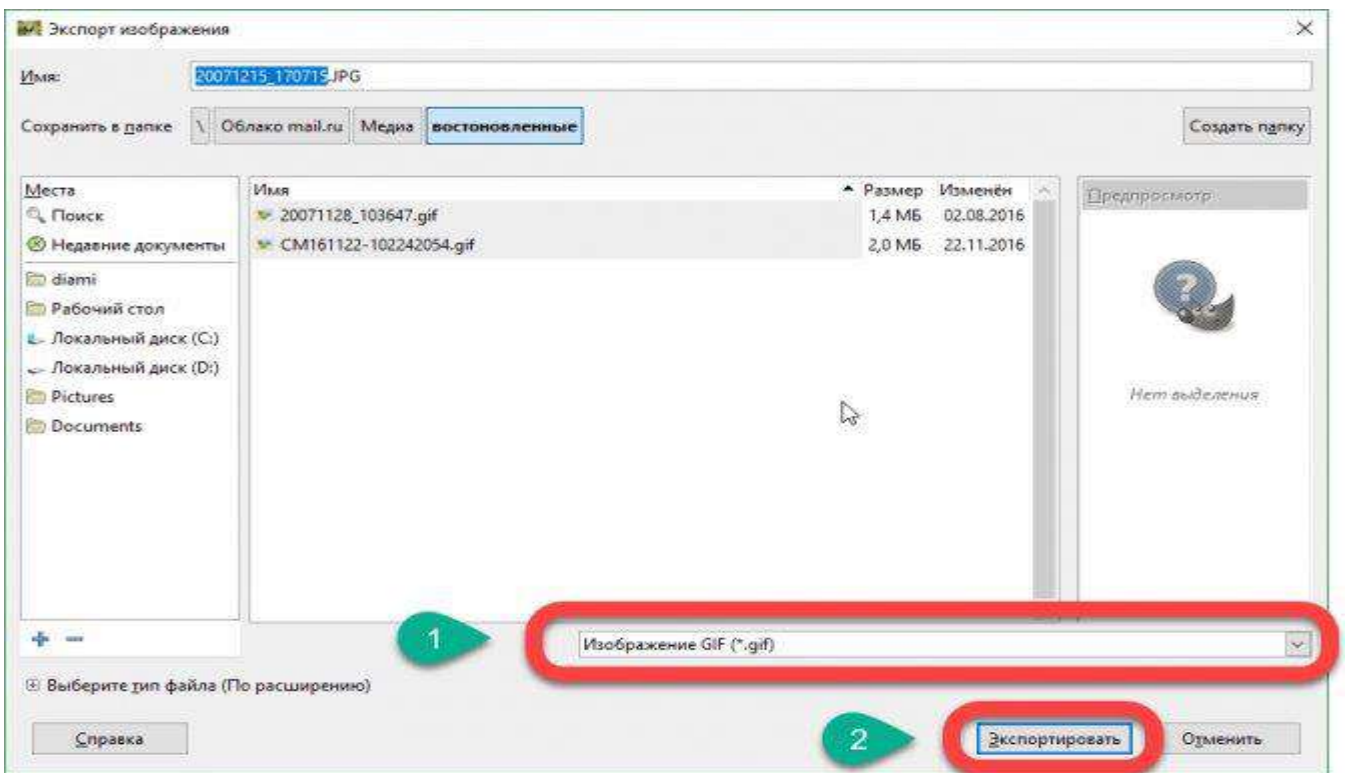 Экспорт изображения
Имя: 20071215_170715.JPG
Сохранить в папке \ Облако mail.ru Медиа востоновленные Создать папку
Места Имя Размер Изменён Предпросмотр
Поиск 20071128_103647.gif 1,4 МБ 02.08.2016
Недавние документы CM161122-102242054.gif 2,0 МБ 22.11.2016
diami
Рабочий стол
Локальный диск (C:)
Локальный диск (D:)
Pictures Нет выделения
Documents
1 Изображение GIF (*.gif)
Выберите тип файла (По расширению)
Справка 2 Экспортировать Отменить